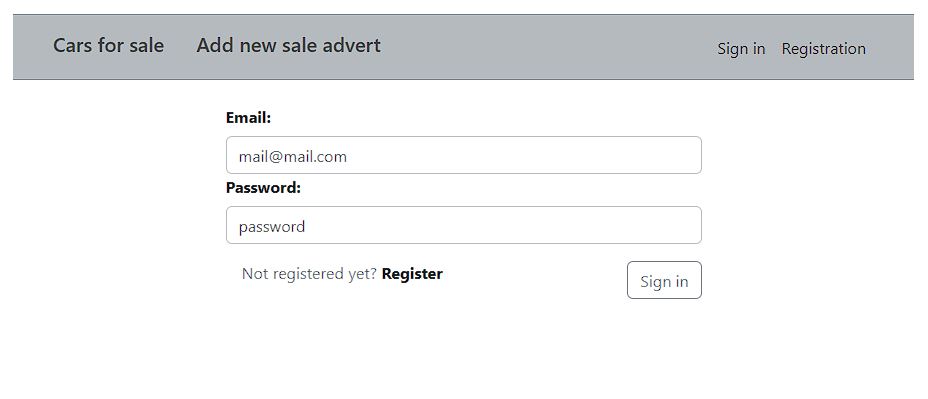 Cars for sale Add new sale advert Sign in Registration
Email:
mail@mail.com
Password:
password
Not registered yet? Register Sign in